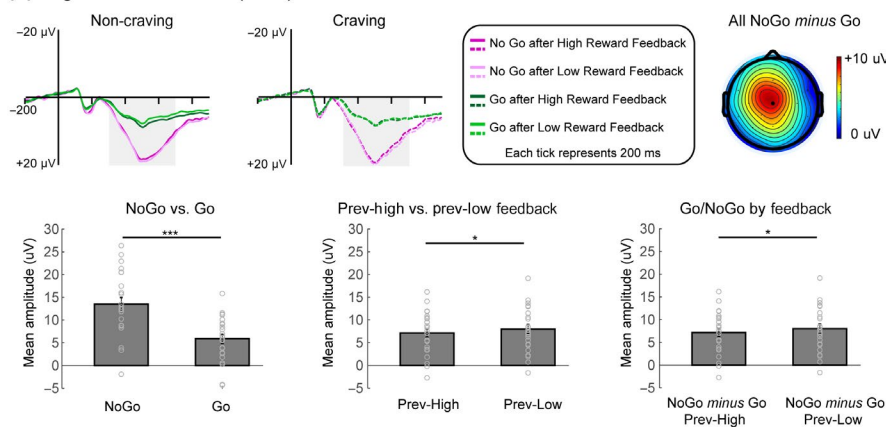 Non-craving
Craving
All NoGo minus Go
−20 µV
−20 µV
-200
+20 µV
+20 µV
No Go after High Reward Feedback
No Go after Low Reward Feedback
Go after High Reward Feedback
Go after Low Reward Feedback
Each tick represents 200 ms
+10 uV
0 uV
NoGo vs. Go
Mean amplitude (uV)
30
25
20
15
10
5
0
−5
***
NoGo
Go
Prev-high vs. prev-low feedback
Mean amplitude (uV)
30
25
20
15
10
5
0
−5
*
Prev-High
Prev-Low
Go/NoGo by feedback
Mean amplitude (uV)
30
25
20
15
10
5
0
−5
*
NoGo minus Go
Prev-High
NoGo minus Go
Prev-Low